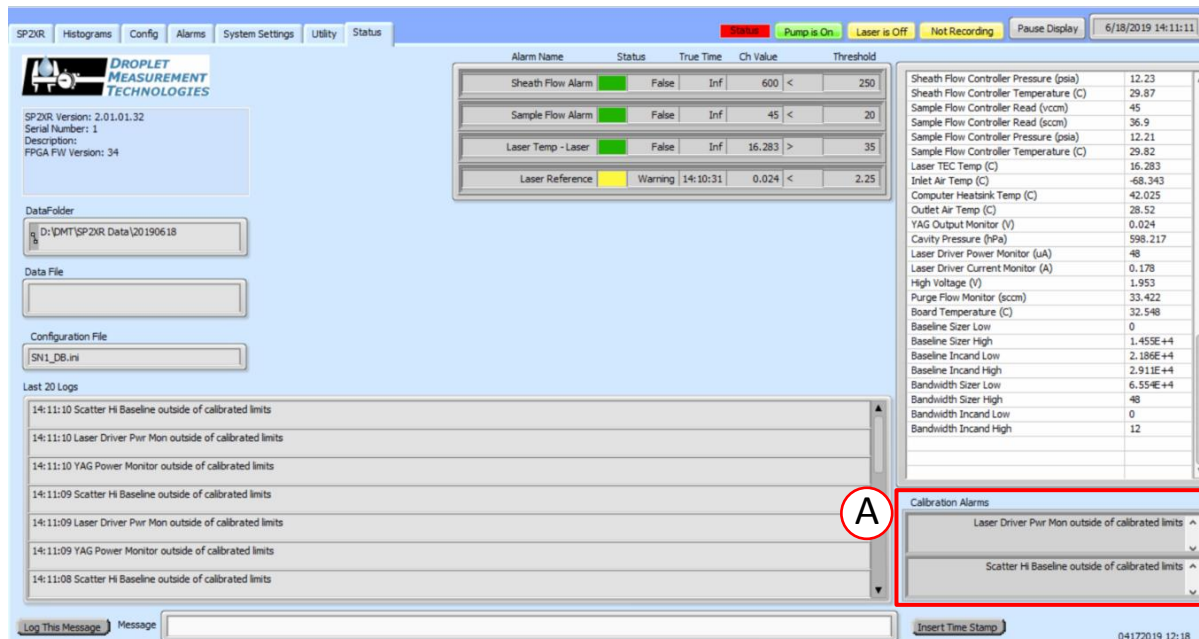 SP2XR Histograms Config Alarms System Settings Utility Status
Status Pump is On Laser is Off Not Recording Pause Display 6/18/2019 14:11:11
DROPLET
MEASUREMENT
TECHNOLOGIES
SP2XR Version: 2.01.01.32
Serial Number: 1
Description:
FPGA FW Version: 34
DataFolder
D:\DMT\SP2XR Data\20190618
Data File
Configuration File
SN1_DB.ini
Alarm Name Status True Time Ch Value Threshold
Sheath Flow Alarm False Inf 600 < 250
Sample Flow Alarm False Inf 45 < 20
Laser Temp - Laser False Inf 16.283 > 35
Laser Reference Warning 14:10:31 0.024 < 2.25
Sheath Flow Controller Pressure (psia) 12.23
Sheath Flow Controller Temperature (C) 29.87
Sample Flow Controller Read (vccm) 45
Sample Flow Controller Read (sccm) 36.9
Sample Flow Controller Pressure (psia) 12.21
Sample Flow Controller Temperature (C) 29.82
Laser TEC Temp (C) 16.283
Inlet Air Temp (C) -68.343
Computer Heatsink Temp (C) 42.025
Outlet Air Temp (C) 28.52
YAG Output Monitor (V) 0.024
Cavity Pressure (hPa) 598.217
Laser Driver Power Monitor (uA) 48
Laser Driver Current Monitor (A) 0.178
High Voltage (V) 1.953
Purge Flow Monitor (sccm) 33.422
Board Temperature (C) 32.548
Baseline Sizer Low 0
Baseline Sizer High 1.455E+4
Baseline Incand Low 2.186E+4
Baseline Incand High 2.911E+4
Bandwidth Sizer Low 6.554E+4
Bandwidth Sizer High 48
Bandwidth Incand Low 0
Bandwidth Incand High 12
Last 20 Logs
14:11:10 Scatter Hi Baseline outside of calibrated limits
14:11:10 Laser Driver Pwr Mon outside of calibrated limits
14:11:10 YAG Power Monitor outside of calibrated limits
14:11:09 Scatter Hi Baseline outside of calibrated limits
14:11:09 Laser Driver Pwr Mon outside of calibrated limits
14:11:09 YAG Power Monitor outside of calibrated limits
14:11:08 Scatter Hi Baseline outside of calibrated limits
A
Calibration Alarms
Laser Driver Pwr Mon outside of calibrated limits
Scatter Hi Baseline outside of calibrated limits
Log This Message Message Insert Time Stamp
04172019 12:18